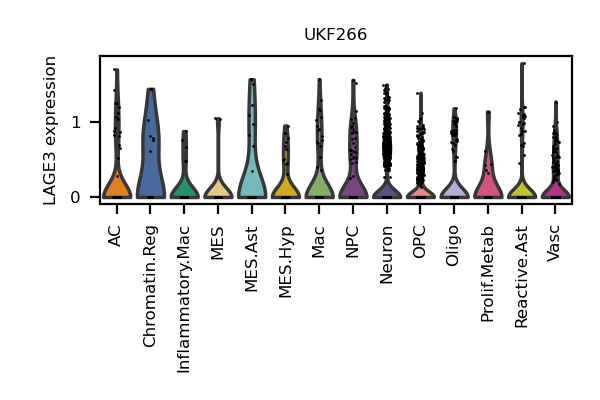 UKF266
LAGE3 expression
1
0
AC
Chromatin.Reg
Inflammatory.Mac
MES
MES.Ast
MES.Hyp
Mac
NPC
Neuron
OPC
Oligo
Prolif.Metab
Reactive.Ast
Vasc